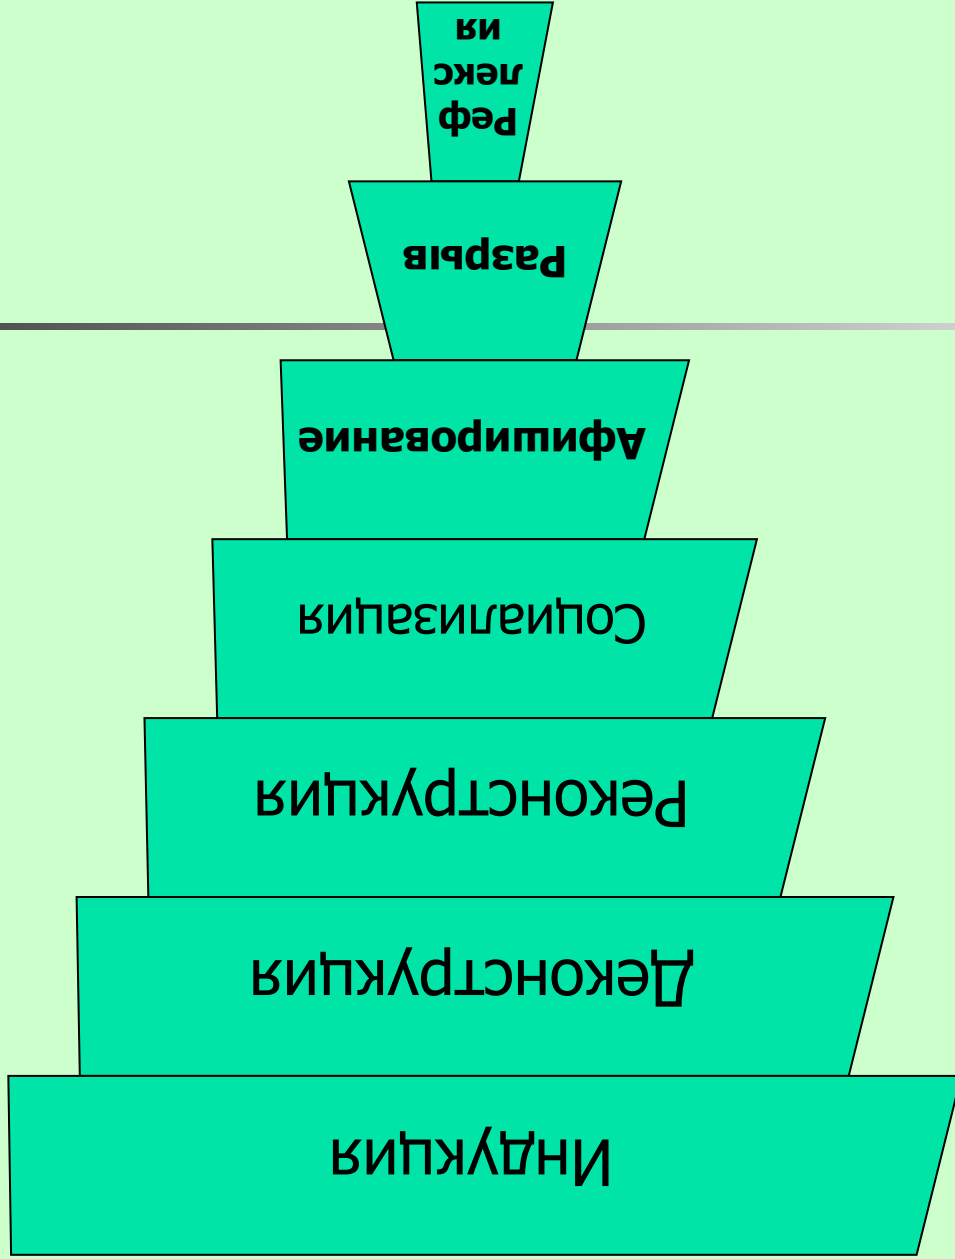 Индукция
Деконструкция
Реконструкция
Социализация
Афиширование
Разрыв
Реф
лекс
ия